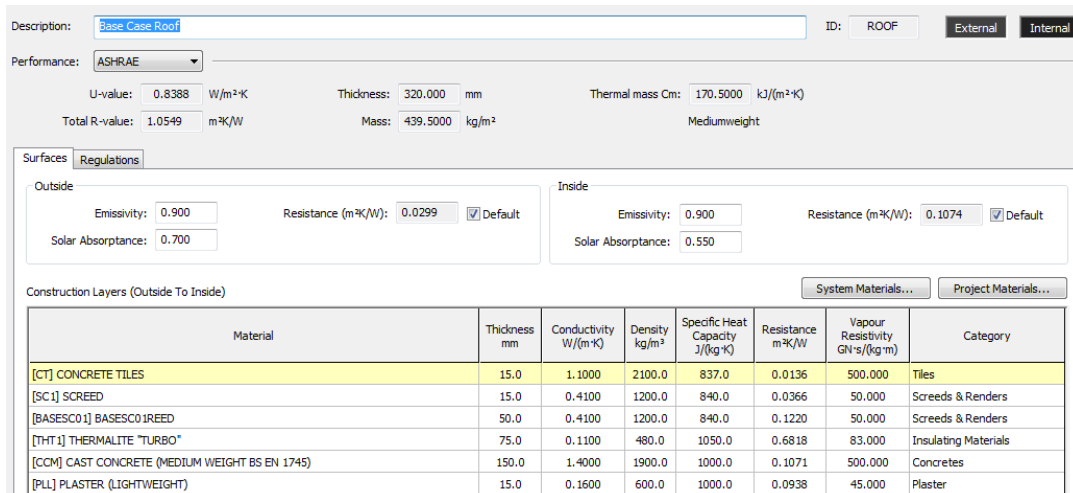 Description: Base Case Roof ID: ROOF External Internal
Performance: ASHRAE
U-value: 0.8388 W/m²·K Thickness: 320.000 mm Thermal mass Cm: 170.5000 kJ/(m²·K)
Total R-value: 1.0549 m²K/W Mass: 439.5000 kg/m² Mediumweight
Surfaces Regulations
Outside Inside
Emissivity: 0.900 Resistance (m²K/W): 0.0299 Default Emissivity: 0.900 Resistance (m²K/W): 0.1074 Default
Solar Absorptance: 0.700 Solar Absorptance: 0.550
Construction Layers (Outside To Inside) System Materials... Project Materials...
Material Thickness mm Conductivity W/(m·K) Density kg/m³ Specific Heat Capacity J/(kg·K) Resistance m²K/W Vapour Resistivity GN·s/(kg·m) Category
[CT] CONCRETE TILES 15.0 1.1000 2100.0 837.0 0.0136 500.000 Tiles
[SC1] SCREED 15.0 0.4100 1200.0 840.0 0.0366 50.000 Screeds & Renders
[BASESC01] BASESC01REED 50.0 0.4100 1200.0 840.0 0.1220 50.000 Screeds & Renders
[THT1] THERMALITE "TURBO" 75.0 0.1100 480.0 1050.0 0.6818 83.000 Insulating Materials
[CCM] CAST CONCRETE (MEDIUM WEIGHT BS EN 1745) 150.0 1.4000 1900.0 1000.0 0.1071 500.000 Concretes
[PLL] PLASTER (LIGHTWEIGHT) 15.0 0.1600 600.0 1000.0 0.0938 45.000 Plaster